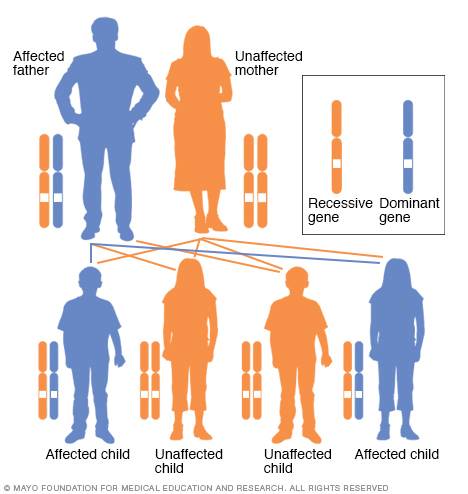 Affected
father
Unaffected
mother
Recessive
gene
Dominant
gene
Affected child
Unaffected
child
Unaffected
child
Affected child
© MAYO FOUNDATION FOR MEDICAL EDUCATION AND RESEARCH. ALL RIGHTS RESERVED